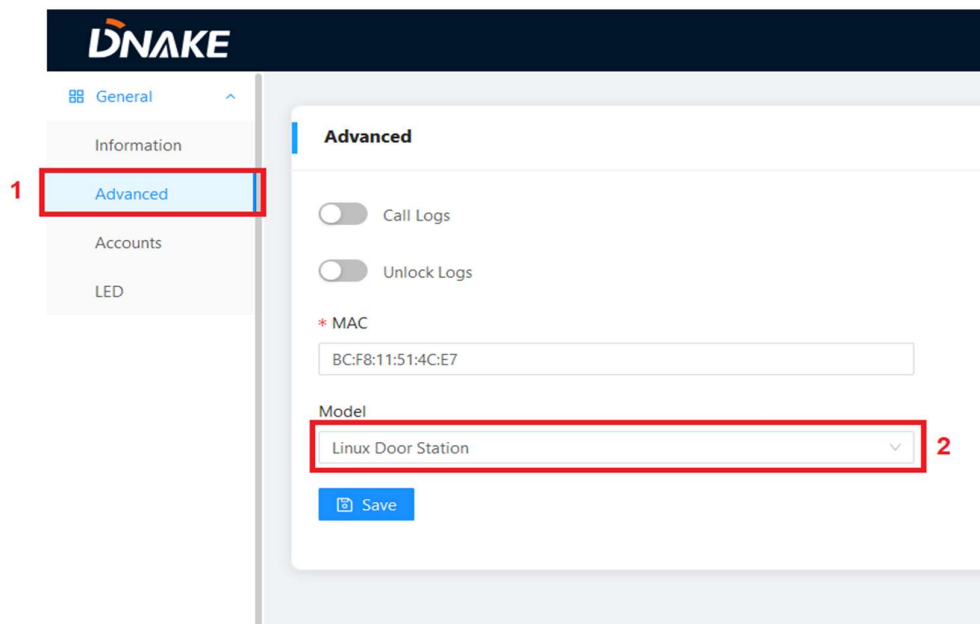 DNAKE
General
Information
1
Advanced
Accounts
LED
Advanced
Call Logs
Unlock Logs
* MAC
BC:F8:11:51:4C:E7
Model
Linux Door Station
2
Save